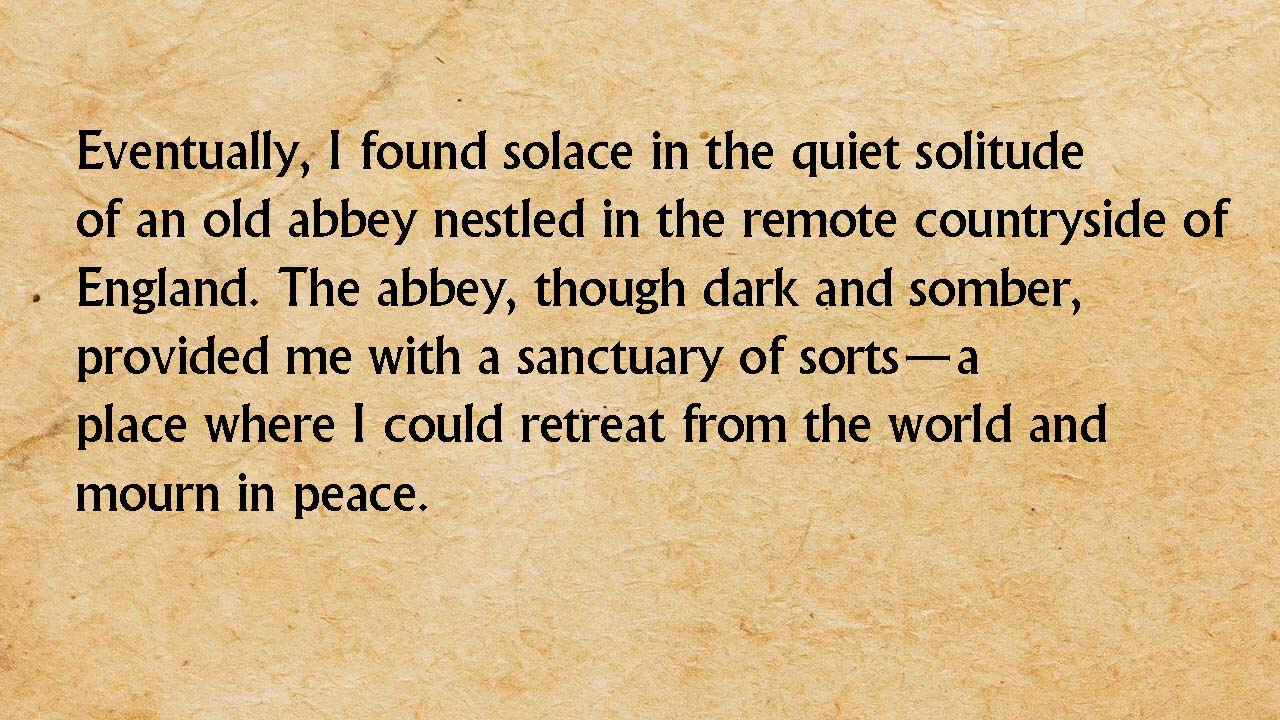 Eventually, I found solace in the quiet solitude
of an old abbey nestled in the remote countryside of
England. The abbey, though dark and somber,
provided me with a sanctuary of sorts—a
place where I could retreat from the world and
mourn in peace.